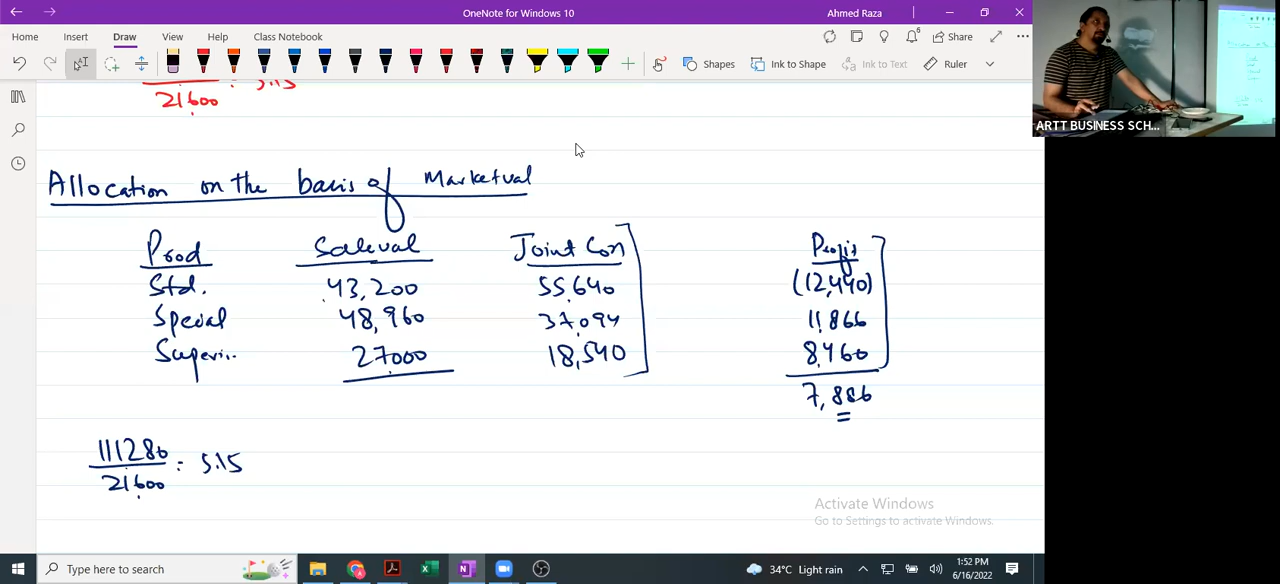 OneNote for Windows 10
Ahmed Raza
Home Insert Draw View Help Class Notebook
Share
Shapes Ink to Shape Ink to Text Ruler
ARTT BUSINESS SCH...
21600 : 5.15
Allocation on the basis of Marketval
Prod Saleval Joint Cost Profit
Std. 43,200 55,640 (12,440)
Special 48,960 37,094 11,866
Superi.. 27000 18,540 8,460
7,886
111280
21600 = 5.15
Activate Windows
Go to Settings to activate Windows.
Type here to search
34°C Light rain
1:52 PM
6/16/2022